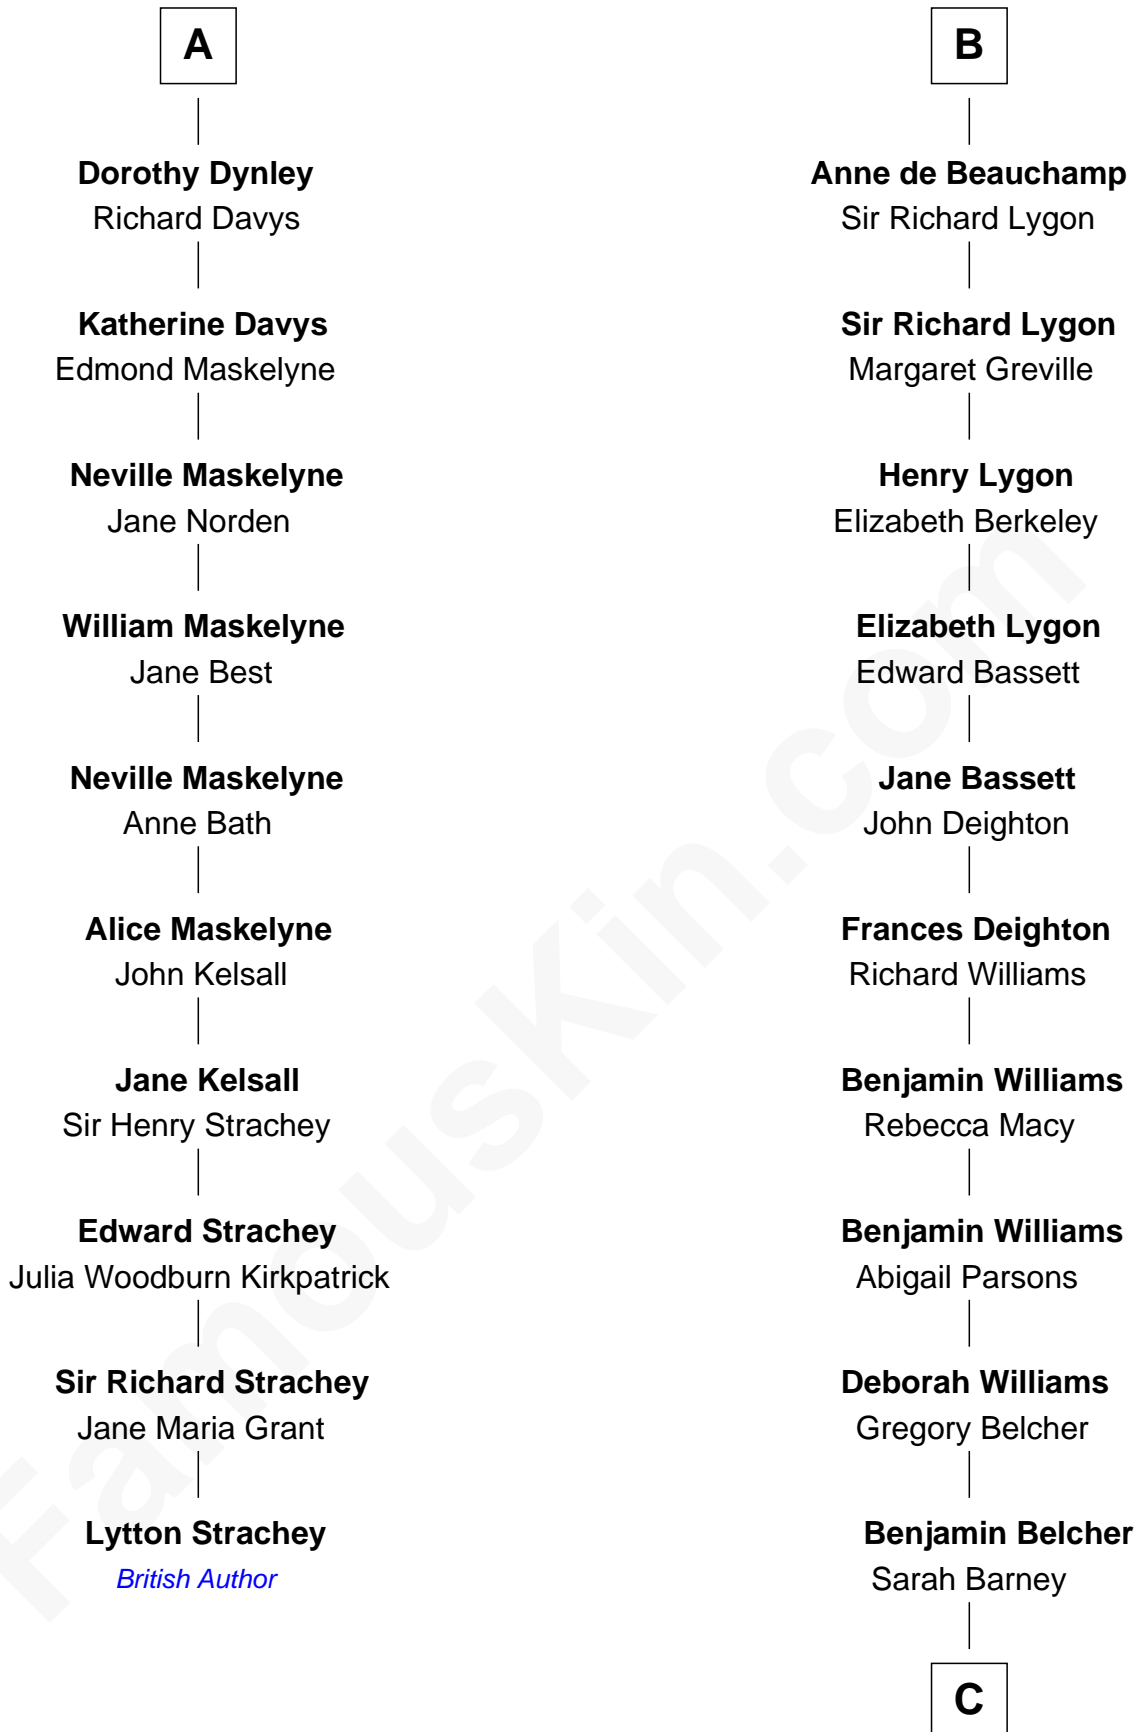 A
Dorothy Dynley
Richard Davys
Katherine Davys
Edmond Maskelyne
Neville Maskelyne
Jane Norden
William Maskelyne
Jane Best
Neville Maskelyne
Anne Bath
Alice Maskelyne
John Kelsall
Jane Kelsall
Sir Henry Strachey
Edward Strachey
Julia Woodburn Kirkpatrick
Sir Richard Strachey
Jane Maria Grant
Lytton Strachey
British Author
B
Anne de Beauchamp
Sir Richard Lygon
Sir Richard Lygon
Margaret Greville
Henry Lygon
Elizabeth Berkeley
Elizabeth Lygon
Edward Bassett
Jane Bassett
John Deighton
Frances Deighton
Richard Williams
Benjamin Williams
Rebecca Macy
Benjamin Williams
Abigail Parsons
Deborah Williams
Gregory Belcher
Benjamin Belcher
Sarah Barney
C
FamousKin.com